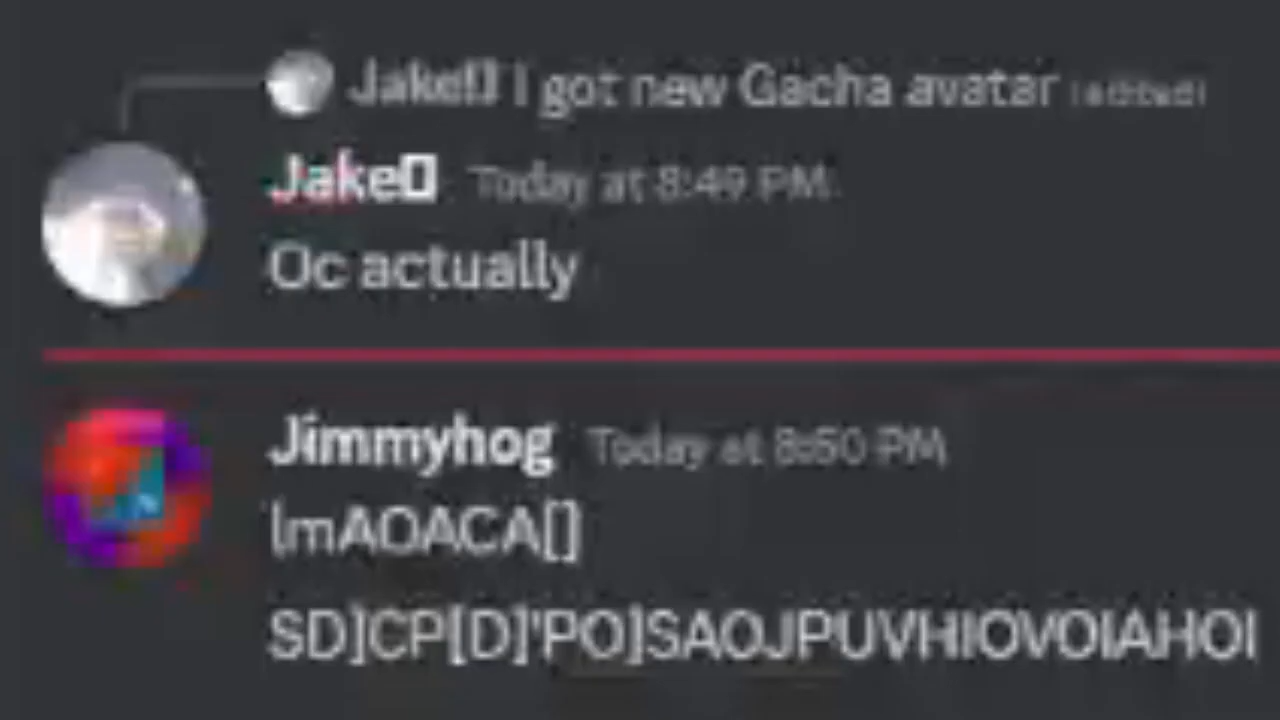 Jake▯ I got new Gacha avatar (edited)
Jake▯ Today at 8:49 PM
Oc actually
Jimmyhog Today at 8:50 PM
lmAOACA[]
SD]CP[D]'PO]SAOJPUVHIOVOIAHOI